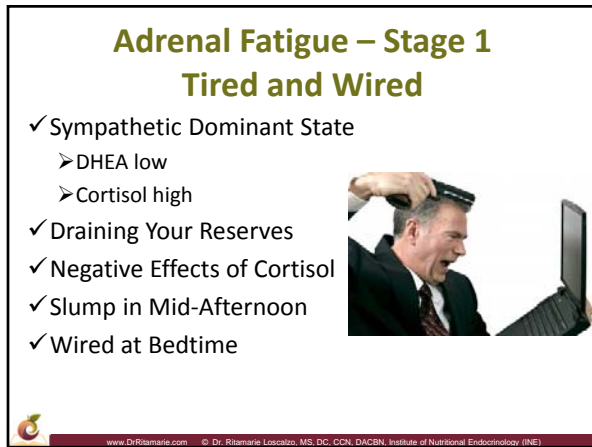 Adrenal Fatigue – Stage 1
Tired and Wired
✓Sympathetic Dominant State
➢DHEA low
➢Cortisol high
✓Draining Your Reserves
✓Negative Effects of Cortisol
✓Slump in Mid-Afternoon
✓Wired at Bedtime
www.DrRitamarie.com © Dr. Ritamarie Loscalzo, MS, DC, CCN, DACBN, Institute of Nutritional Endocrinology (INE)